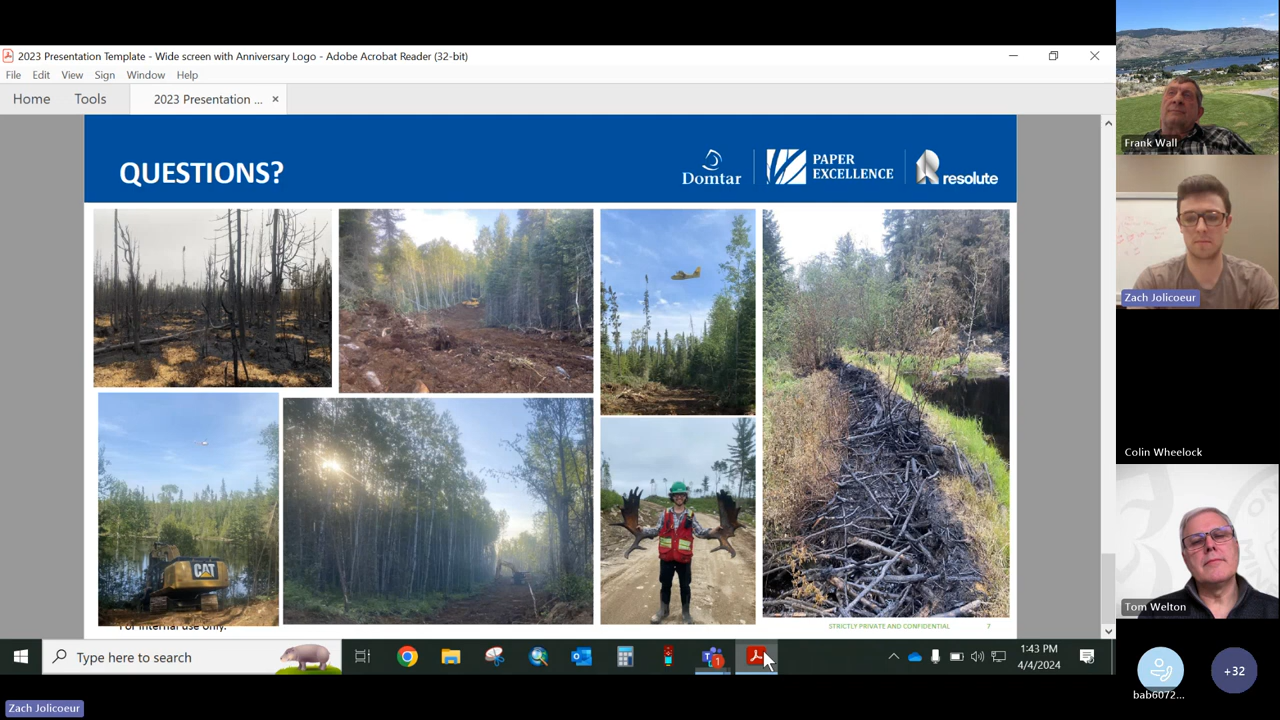 2023 Presentation Template - Wide screen with Anniversary Logo - Adobe Acrobat Reader (32-bit)
File Edit View Sign Window Help
Home Tools 2023 Presentation ... ×
QUESTIONS?
Domtar
PAPER
EXCELLENCE
resolute
CAT
For internal use only.
STRICTLY PRIVATE AND CONFIDENTIAL 7
Type here to search
1
1:43 PM
4/4/2024
Frank Wall
Zach Jolicoeur
Colin Wheelock
Tom Welton
bab6072...
+32
Zach Jolicoeur